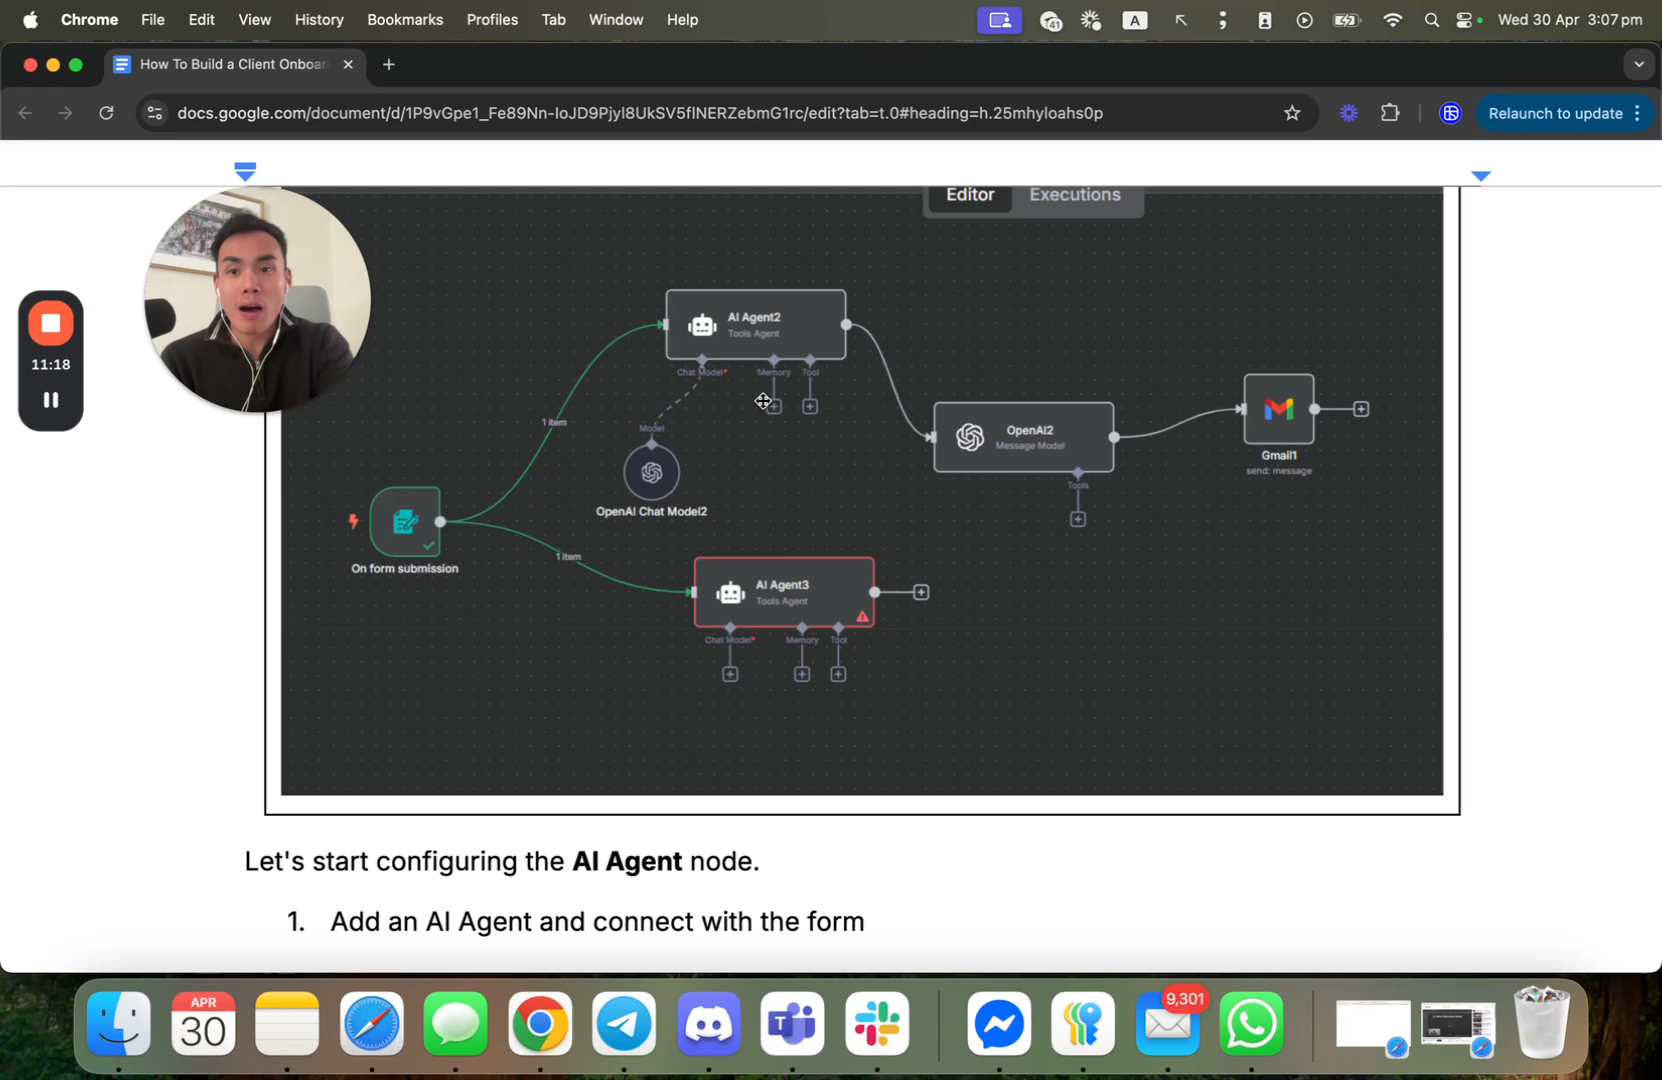 Chrome File Edit View History Bookmarks Profiles Tab Window Help 41 A Wed 30 Apr 3:07 pm
How To Build a Client Onboar
docs.google.com/document/d/1P9vGpe1_Fe89Nn-IoJD9Pjyl8UkSV5flNERZebmG1rc/edit?tab=t.0#heading=h.25mhyloahs0p Relaunch to update
Editor Executions
AI Agent2
Tools Agent
Chat Model* Memory Tool
11:18
1 item
Model
OpenAI2
Message Model
Gmail1
send: message
Tools
OpenAI Chat Model2
On form submission
1 item
AI Agent3
Tools Agent
Chat Model* Memory Tool
Let's start configuring the AI Agent node.
1. Add an AI Agent and connect with the form
APR
30
9,301